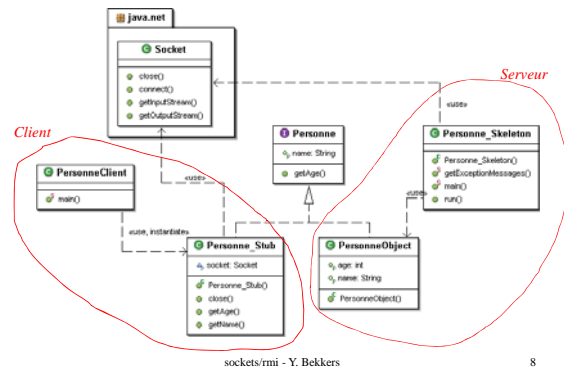 java.net
Socket
close()
connect()
getInputStream()
getOutputStream()
Serveur
«use»
Client
Personne
name: String
getAge()
Personne_Skeleton
Personne_Skeleton()
getExceptionMessages()
main()
run()
PersonneClient
main()
«use»
«use»
«use, instantiate»
Personne_Stub
socket: Socket
Personne_Stub()
close()
getAge()
getName()
PersonneObject
age: int
name: String
PersonneObject()
sockets/rmi - Y. Bekkers
8